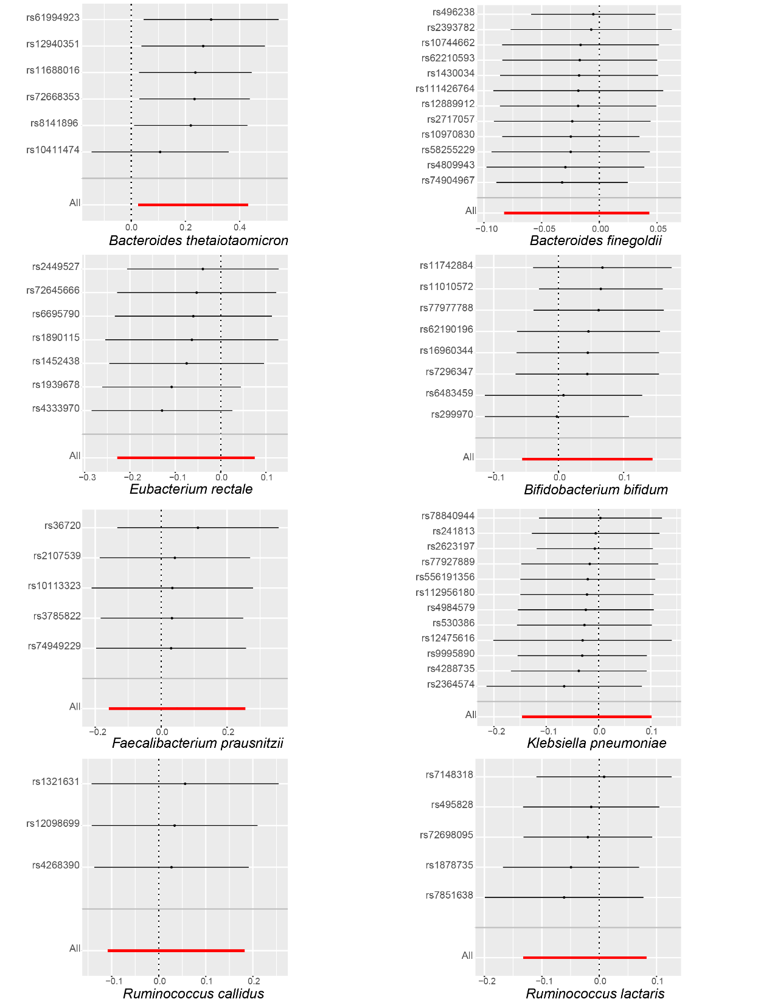 rs61994923
rs12940351
rs11688016
rs72668353
rs8141896
rs10411474
All
0.0 0.2 0.4
Bacteroides thetaiotaomicron
rs496238
rs2393782
rs10744662
rs62210593
rs1430034
rs111426764
rs12889912
rs2717057
rs10970830
rs58255229
rs4809943
rs74904967
All
−0.10 −0.05 0.00 0.05
Bacteroides finegoldii
rs2449527
rs72645666
rs6695790
rs1890115
rs1452438
rs1939678
rs4333970
All
−0.3 −0.2 −0.1 0.0 0.1
Eubacterium rectale
rs11742884
rs11010572
rs77977788
rs62190196
rs16960344
rs7296347
rs6483459
rs299970
All
−0.1 0.0 0.1
Bifidobacterium bifidum
rs36720
rs2107539
rs10113323
rs3785822
rs74949229
All
−0.2 0.0 0.2
Faecalibacterium prausnitzii
rs78840944
rs241813
rs2623197
rs77927889
rs556191356
rs112956180
rs4984579
rs530386
rs12475616
rs9995890
rs4288735
rs2364574
All
−0.2 −0.1 0.0 0.1
Klebsiella pneumoniae
rs1321631
rs12098699
rs4268390
All
−0.1 0.0 0.1 0.2
Ruminococcus callidus
rs7148318
rs495828
rs72698095
rs1878735
rs7851638
All
−0.2 −0.1 0.0 0.1
Ruminococcus lactaris